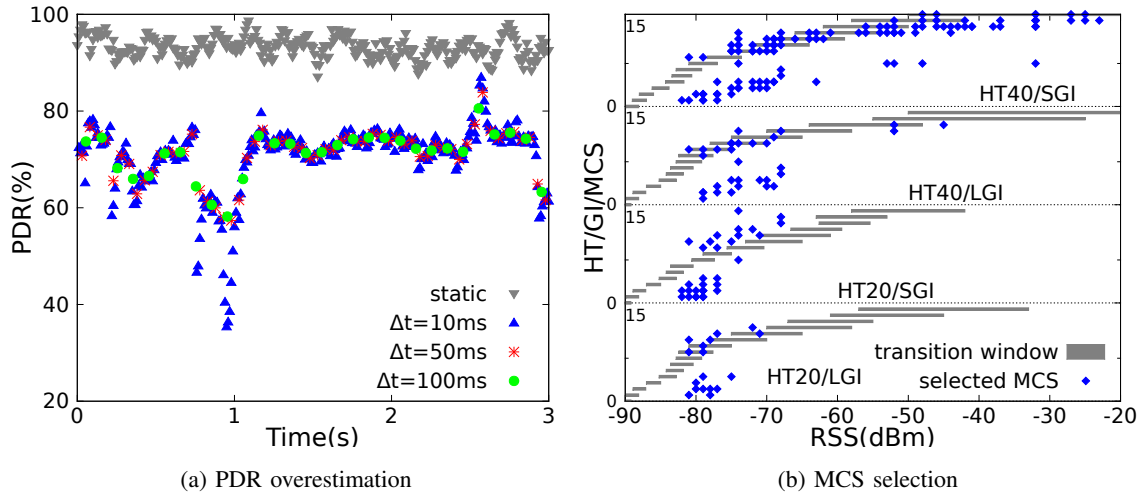 100
80
60
40
20
PDR(%)
0
1
2
3
Time(s)
static
Δt=10ms
Δt=50ms
Δt=100ms
(a) PDR overestimation
HT/GI/MCS
15
HT40/SGI
0
15
HT40/LGI
0
15
HT20/SGI
0
15
transition window
selected MCS
HT20/LGI
0
-90
-80
-70
-60
-50
-40
-30
-20
RSS(dBm)
(b) MCS selection